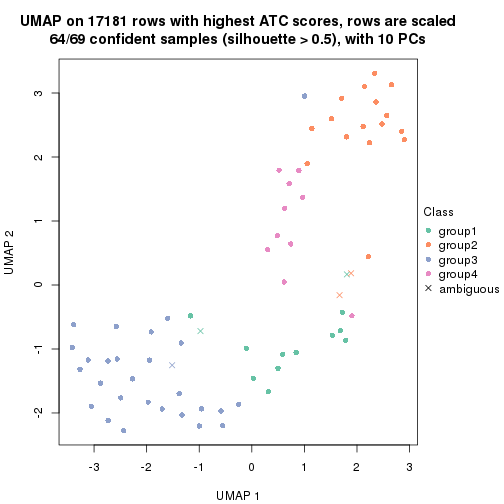 UMAP on 17181 rows with highest ATC scores, rows are scaled
64/69 confident samples (silhouette > 0.5), with 10 PCs
UMAP 2
3
2
1
0
-1
-2
-3
-2
-1
0
1
2
3
UMAP 1
Class
group1
group2
group3
group4
ambiguous